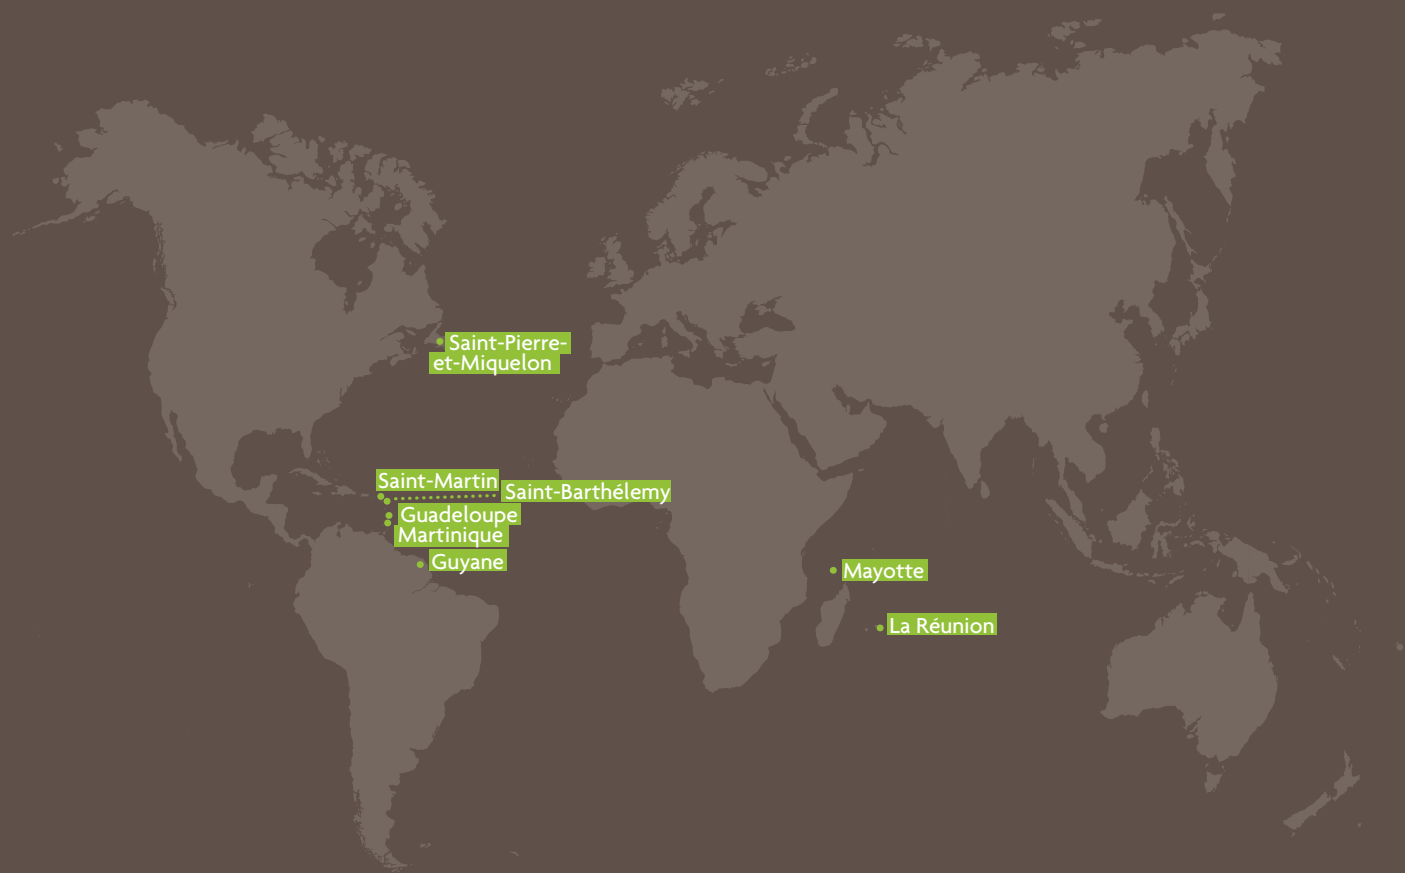 Saint-Pierre-
et-Miquelon
Saint-Martin
Saint-Barthélemy
Guadeloupe
Martinique
Guyane
Mayotte
La Réunion